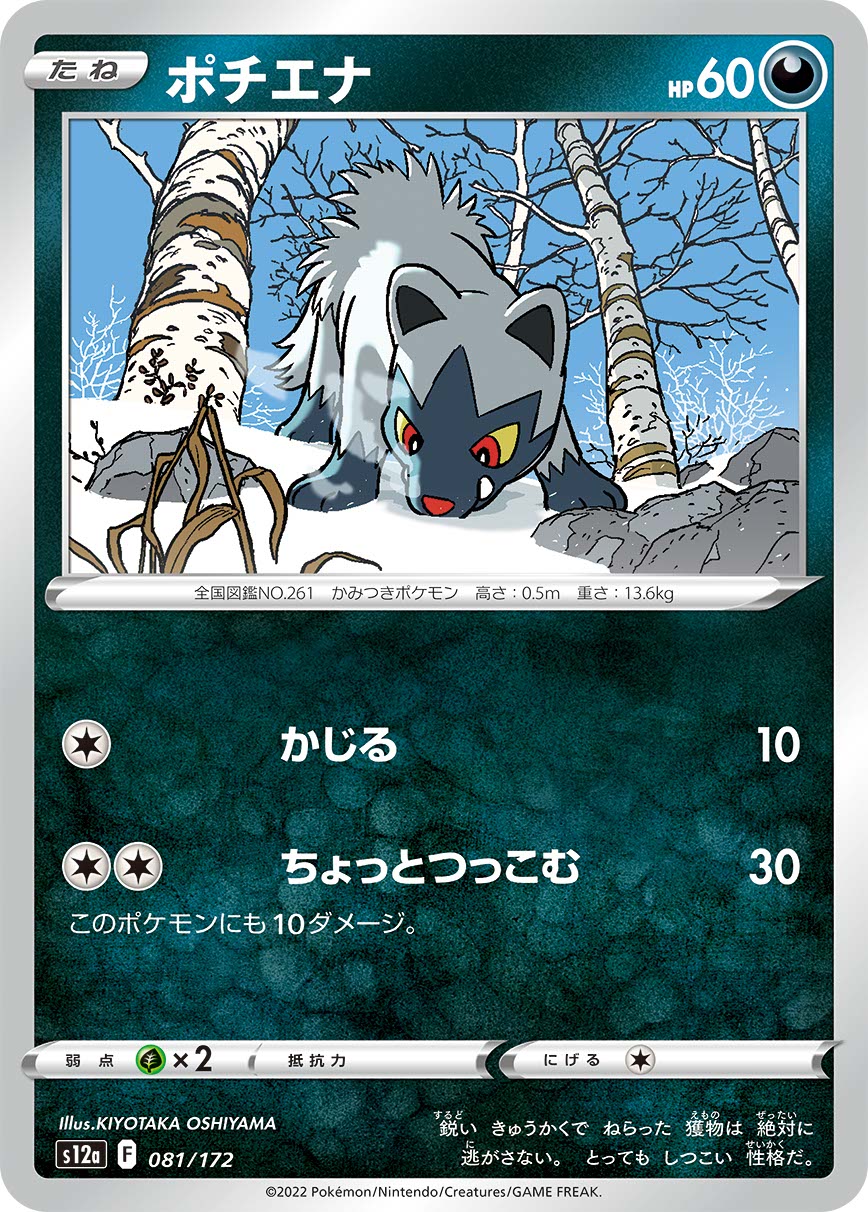 たね ポチエナ HP60
全国図鑑NO.261 かみつきポケモン 高さ:0.5m 重さ:13.6kg
かじる 10
ちょっとつっこむ 30
このポケモンにも10ダメージ。
弱点 ×2 抵抗力 にげる
Illus.KIYOTAKA OSHIYAMA
s12a F 081/172
鋭い きゅうかくで ねらった 獲物は 絶対に
逃がさない。 とっても しつこい 性格だ。
©2022 Pokémon/Nintendo/Creatures/GAME FREAK.